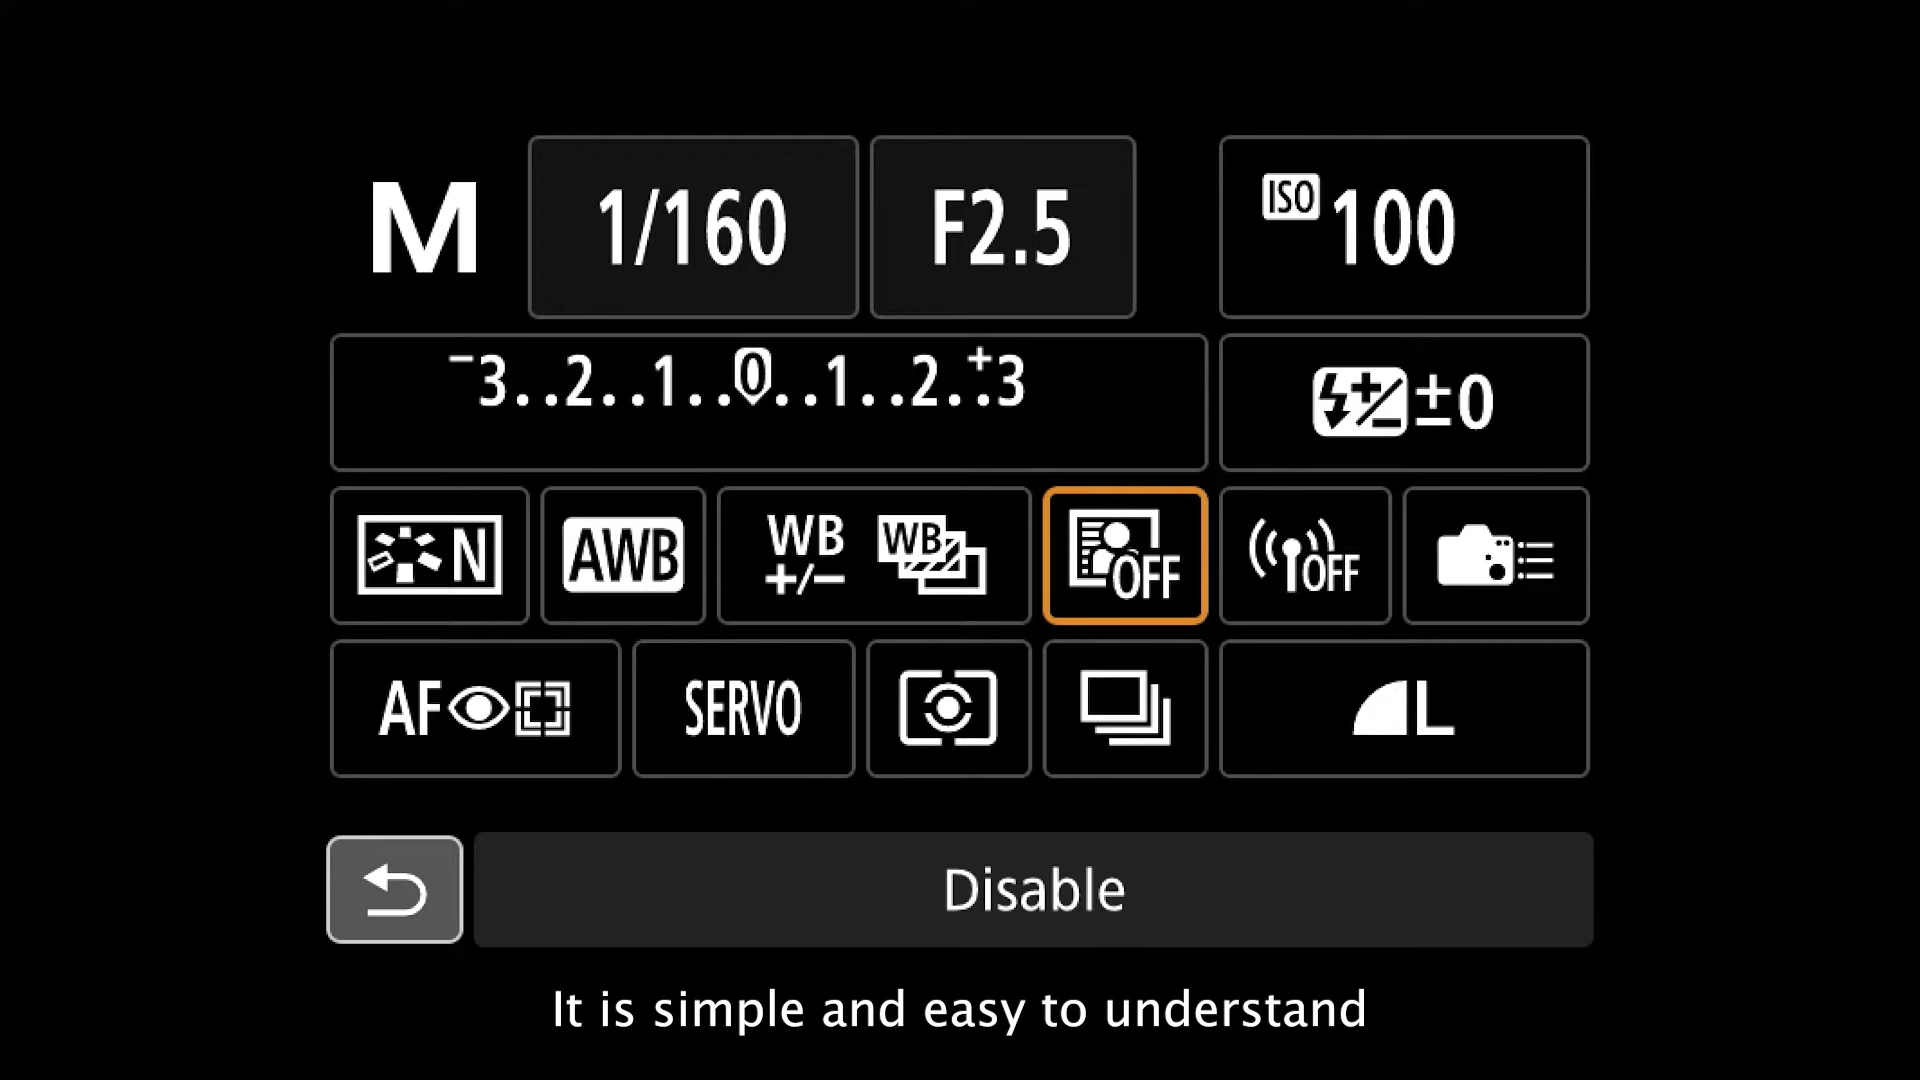 M 1/160 F2.5 ISO 100
-3..2..1..0..1..2..+3 ±0
N AWB WB +/- WB OFF OFF
AF SERVO L
Disable
It is simple and easy to understand